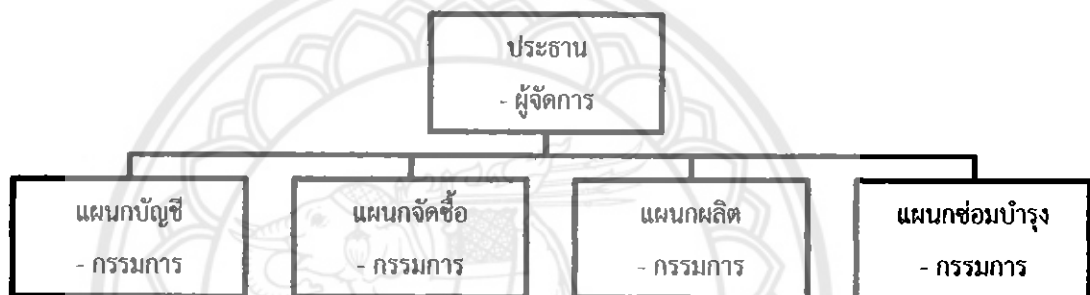 ประธาน
- ผู้จัดการ
แผนกบัญชี
- กรรมการ
แผนกจัดซื้อ
- กรรมการ
แผนกผลิต
- กรรมการ
แผนกซ่อมบำรุง
- กรรมการ